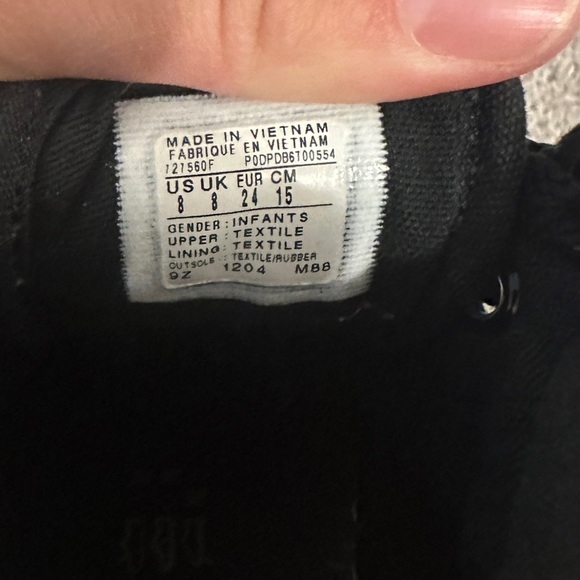 MADE IN VIETNAM
FABRIQUE EN VIETNAM
727560F P0DPDB6T00554
US UK EUR CM
8 8 24 15
GENDER : INFANTS
UPPER : TEXTILE
LINING : TEXTILE
OUTSOLE : TEXTILE/RUBBER
9Z 1204 M88